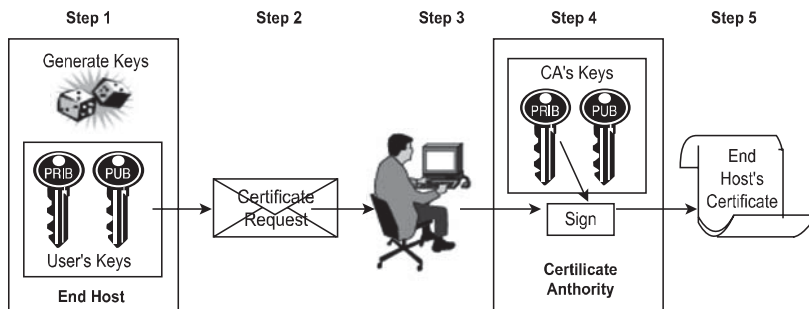 Step 1
Step 2
Step 3
Step 4
Step 5
Generate Keys
PRIB
PUB
User's Keys
End Host
Certificate
Request
CA's Keys
PRIB
PUB
Sign
Certilicate
Anthority
End
Host's
Certificate